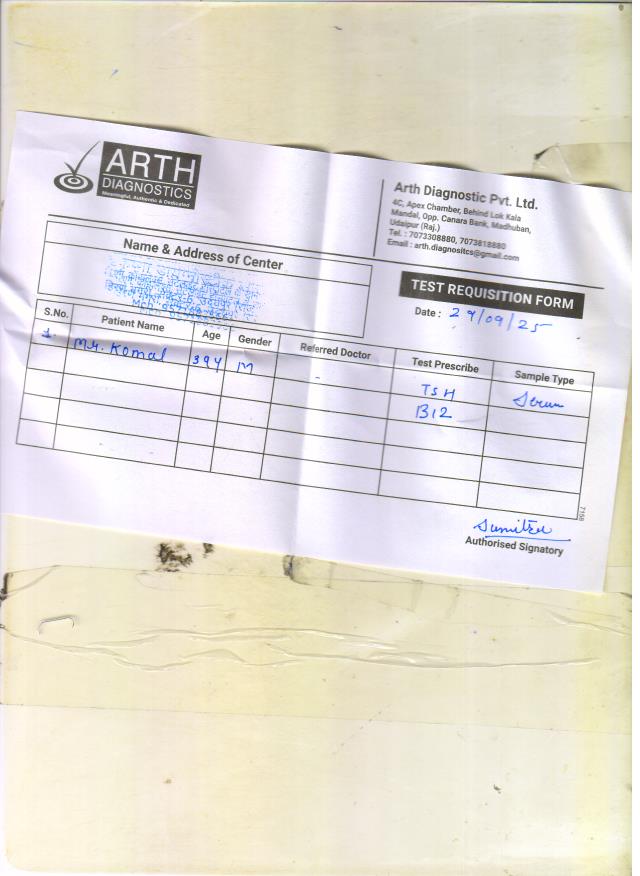 ARTH
DIAGNOSTICS
Meaningful, Authentic & Dedicated
Arth Diagnostic Pvt. Ltd.
4C, Apex Chamber, Behind Lok Kala
Mandal, Opp. Canara Bank, Madhuban,
Udaipur (Raj.)
Tel. : 7073308880, 7073818880
Email : arth.diagnositcs@gmail.com
Name & Address of Center
TEST REQUISITION FORM
Date : 29/09/25
S.No. Patient Name Age Gender Referred Doctor Test Prescribe Sample Type
1. Mr. Komal 39Y M - TSH Serum
B12
7158
Sumitra
Authorised Signatory